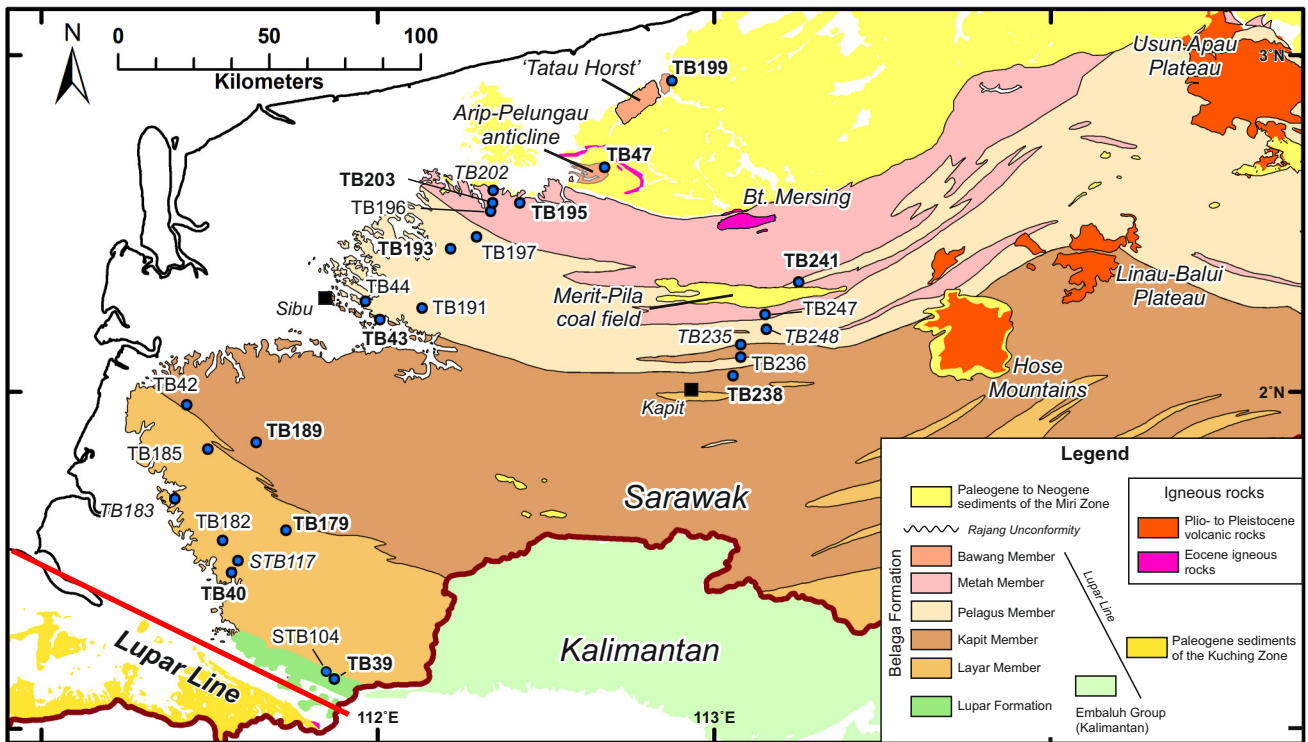 N
0 50 100
Kilometers
'Tatau Horst'
TB199
Usun Apau
Plateau
3°N
Arip-Pelungau
anticline
TB47
TB202
TB203
TB196
TB195
Bt. Mersing
TB193
TB197
TB241
Linau-Balui
Plateau
TB44
Sibu
TB191
Merit-Pila
coal field
TB247
TB43
TB235
TB248
TB236
Hose
Mountains
TB42
Kapit
TB238
2°N
TB189
TB185
Sarawak
TB183
TB182
TB179
STB117
TB40
STB104
TB39
Lupar Line
Kalimantan
112°E
113°E
Legend
Paleogene to Neogene
sediments of the Miri Zone
Rajang Unconformity
Belaga Formation
Bawang Member
Metah Member
Pelagus Member
Kapit Member
Layar Member
Lupar Formation
Lupar Line
Embaluh Group
(Kalimantan)
Igneous rocks
Plio- to Pleistocene
volcanic rocks
Eocene igneous
rocks
Paleogene sediments
of the Kuching Zone